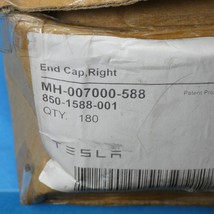 End Cap,Right
MH-007000-588
850-1588-001
QTY. 180
TESLA